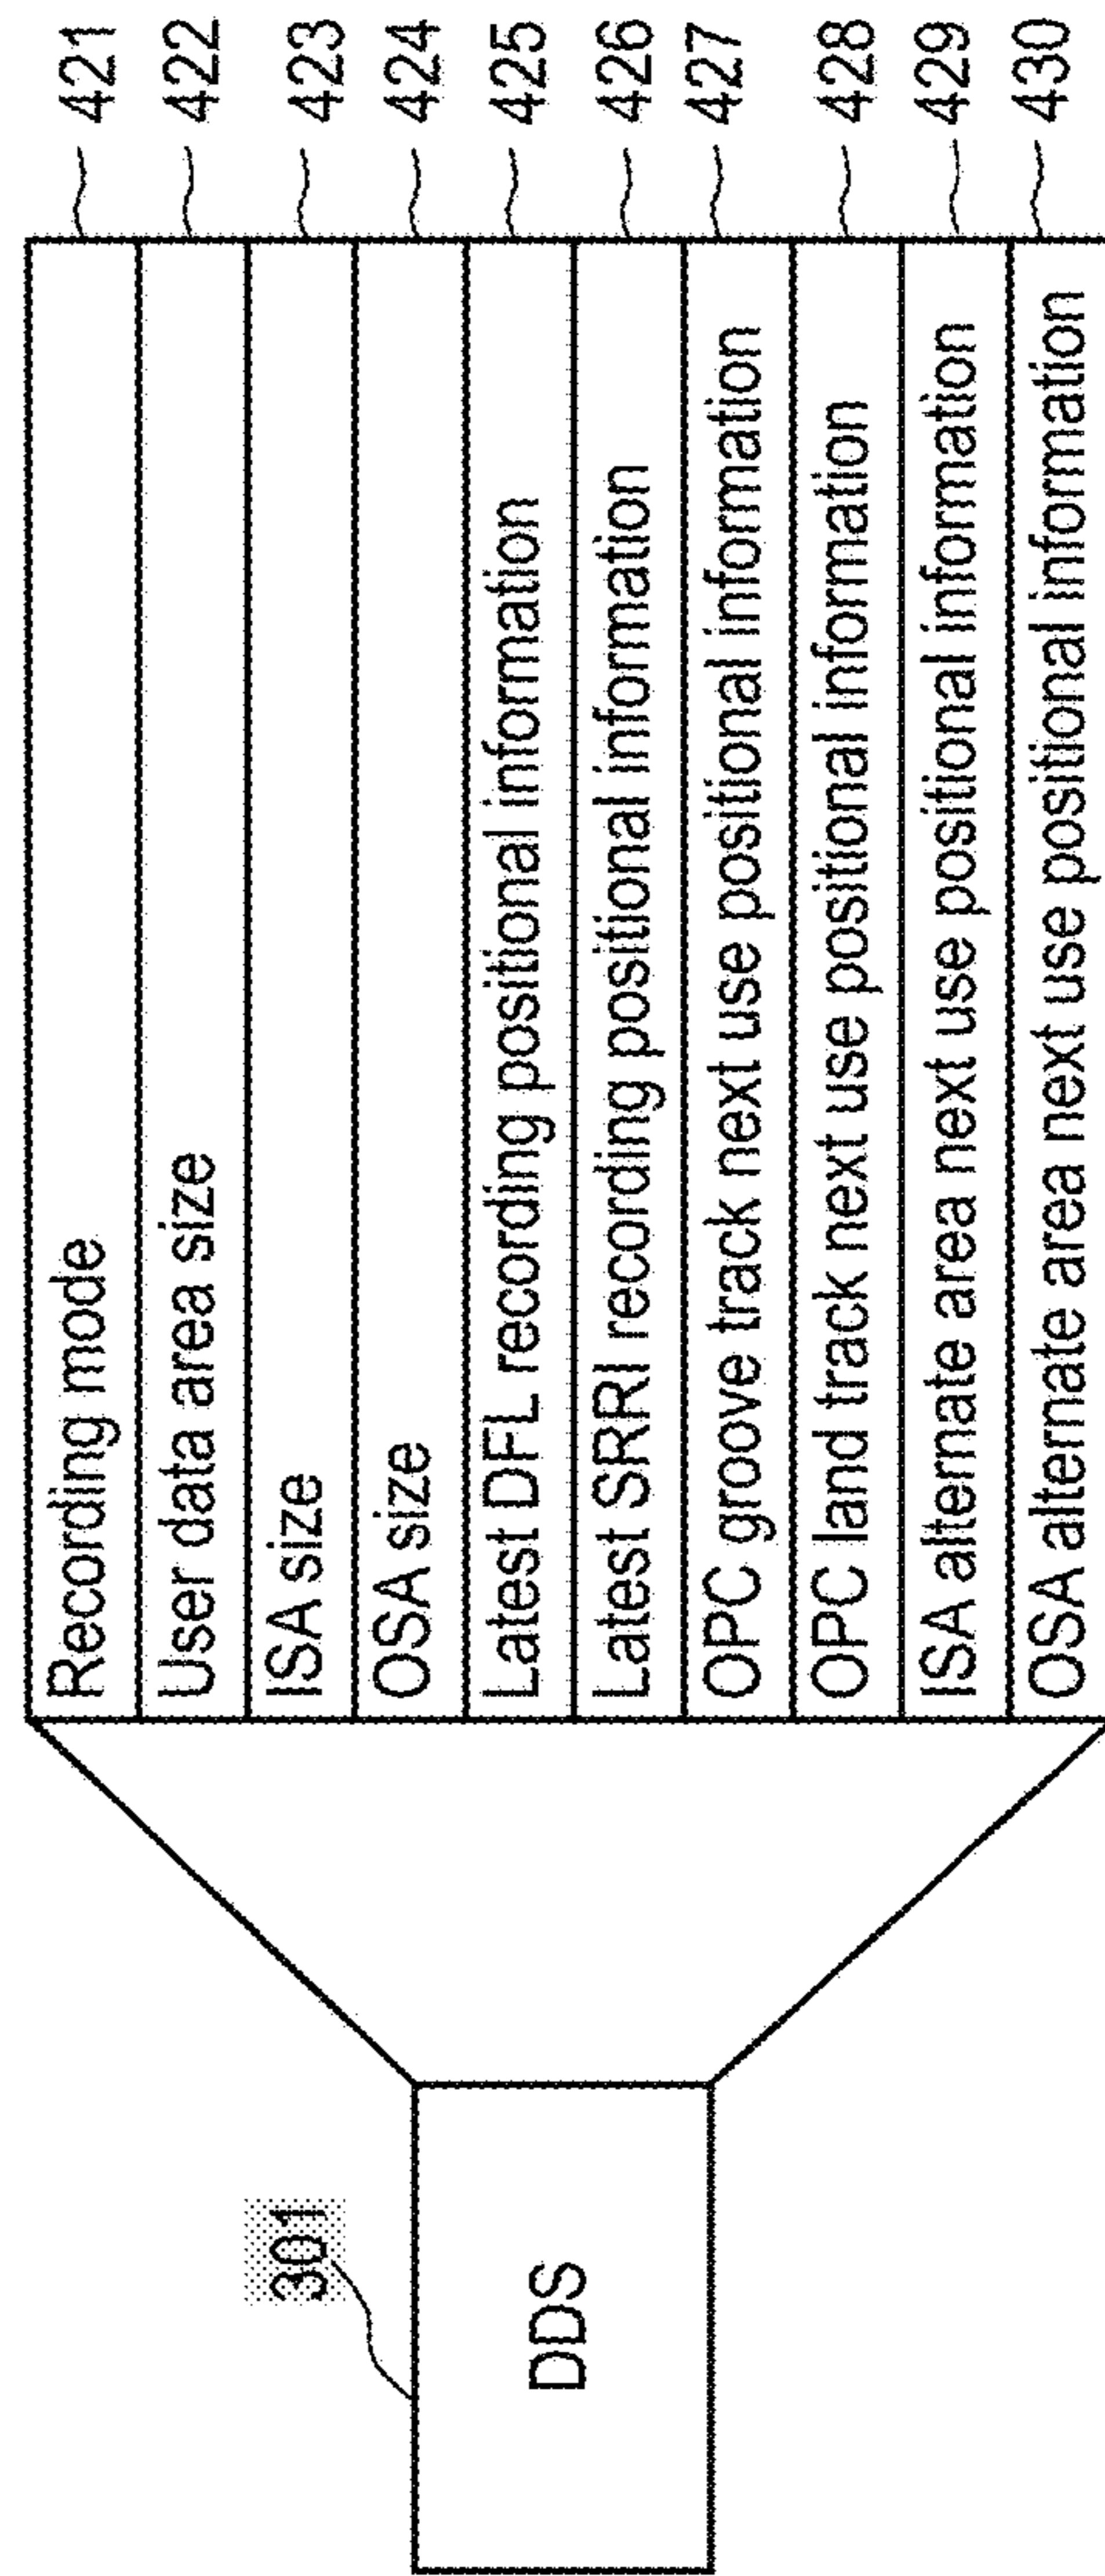 301
DDS
Recording mode 421
User data area size 422
ISA size 423
OSA size 424
Latest DFL recording positional information 425
Latest SRRI recording positional information 426
OPC groove track next use positional information 427
OPC land track next use positional information 428
ISA alternate area next use positional information 429
OSA alternate area next use positional information 430